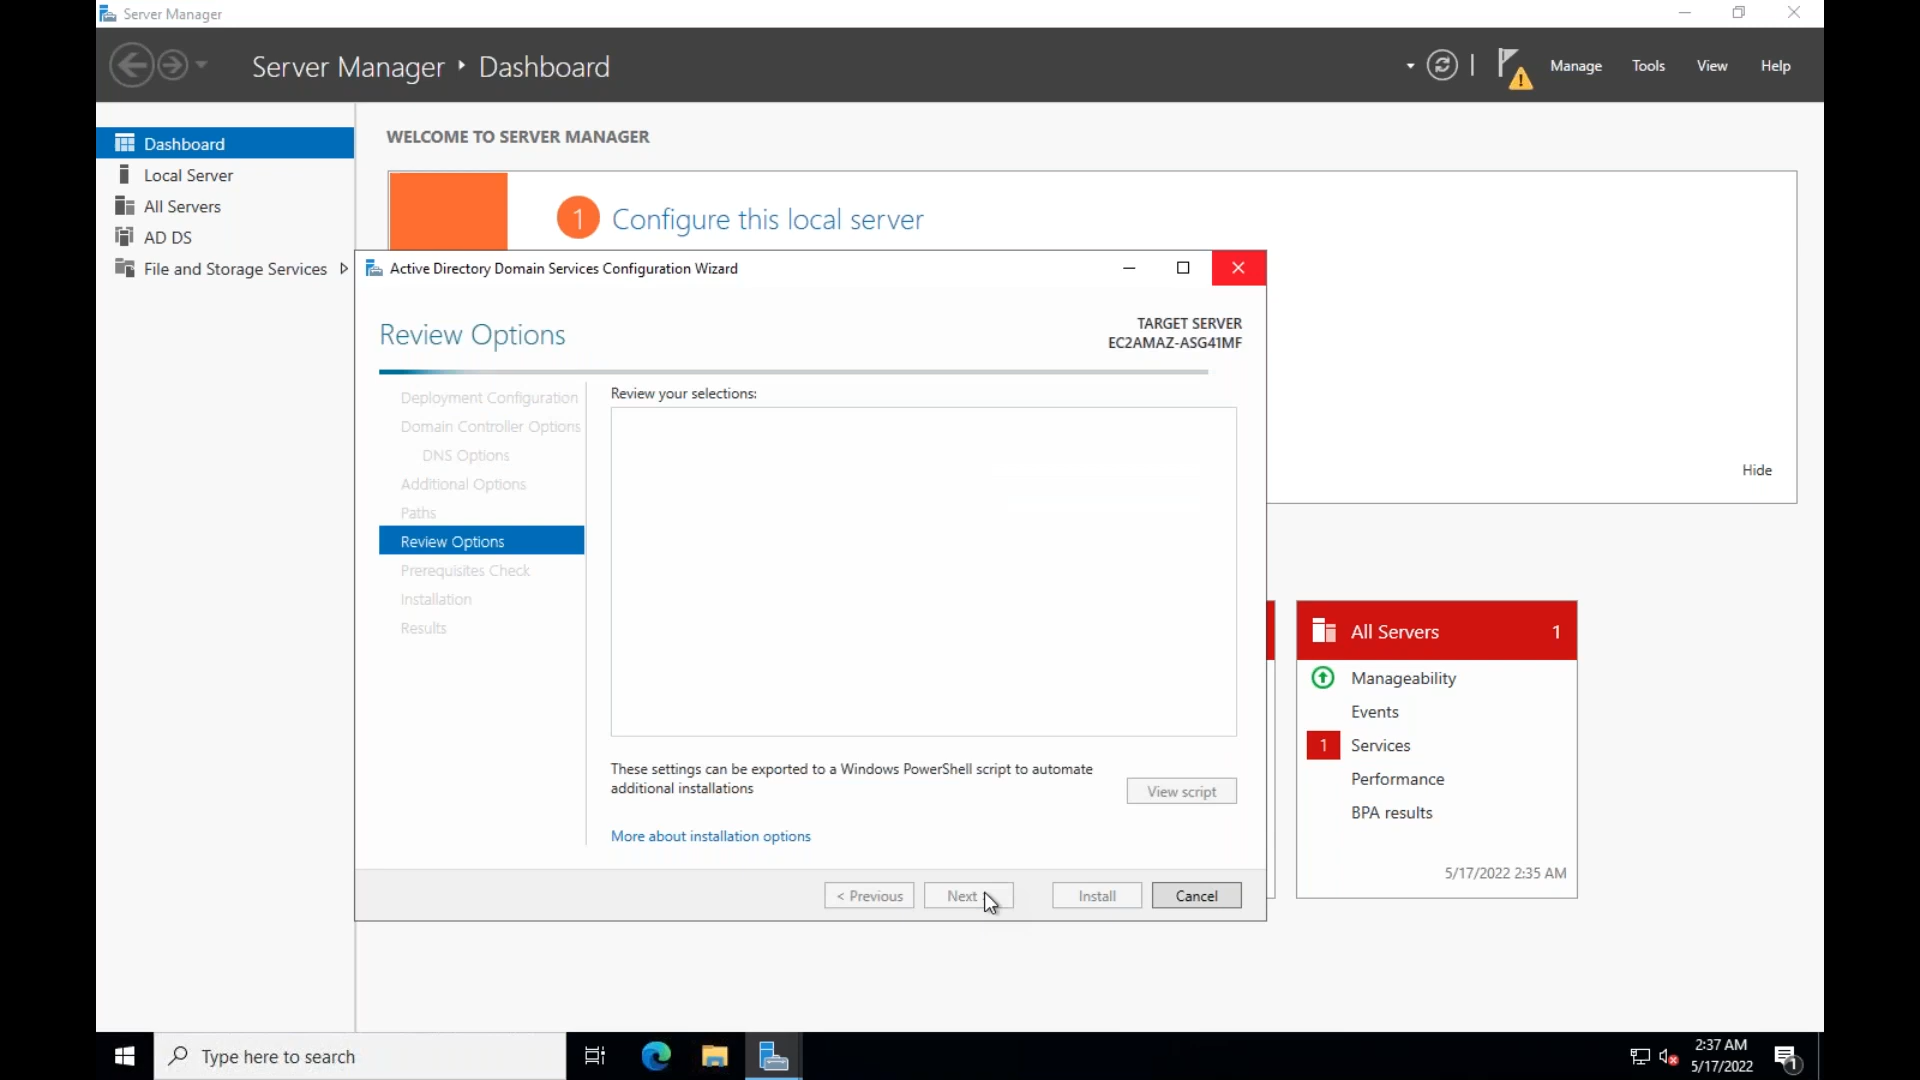 Server Manager
Server Manager ‣ Dashboard
Manage
Tools
View
Help
Dashboard
Local Server
All Servers
AD DS
File and Storage Services
WELCOME TO SERVER MANAGER
1 Configure this local server
Hide
Active Directory Domain Services Configuration Wizard
Review Options
TARGET SERVER
EC2AMAZ-ASG41MF
Deployment Configuration
Domain Controller Options
DNS Options
Additional Options
Paths
Review Options
Prerequisites Check
Installation
Results
Review your selections:
These settings can be exported to a Windows PowerShell script to automate
additional installations
View script
More about installation options
< Previous
Next
Install
Cancel
All Servers 1
Manageability
Events
1 Services
Performance
BPA results
5/17/2022 2:35 AM
Type here to search
2:37 AM
5/17/2022
1